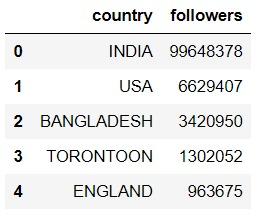 country followers
0 INDIA 99648378
1 USA 6629407
2 BANGLADESH 3420950
3 TORONTOON 1302052
4 ENGLAND 963675